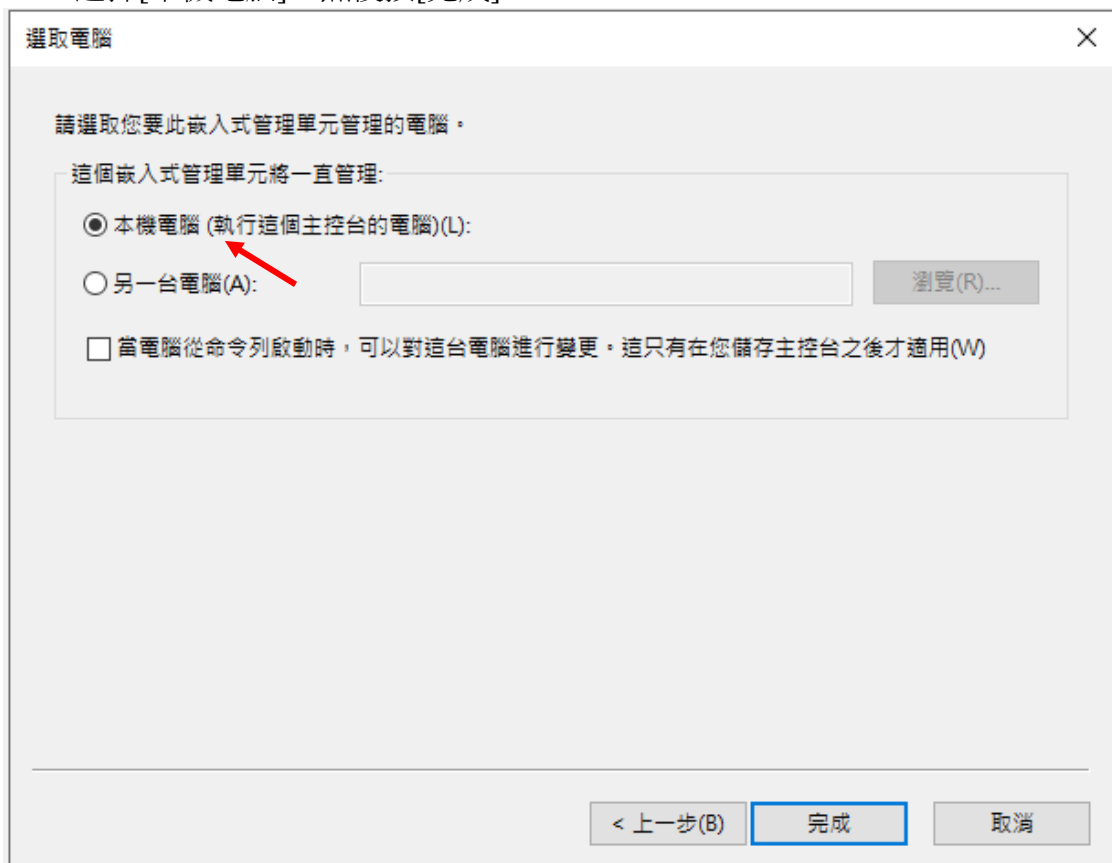 選取電腦
請選取您要此嵌入式管理單元管理的電腦。
這個嵌入式管理單元將一直管理:
本機電腦 (執行這個主控台的電腦)(L):
另一台電腦(A):
瀏覽(R)...
當電腦從命令列啟動時，可以對這台電腦進行變更。這只有在您儲存主控台之後才適用(W)
< 上一步(B)
完成
取消